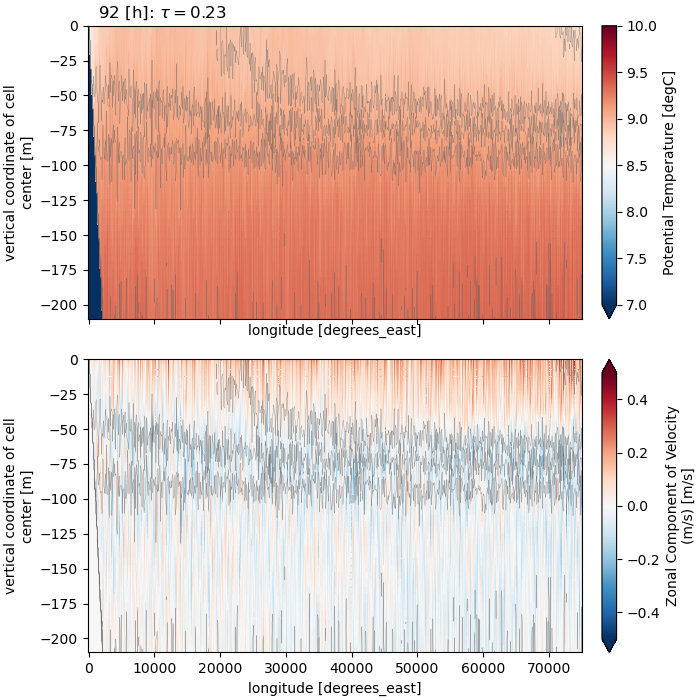 92 [h]: τ = 0.23
0
−25
−50
−75
−100
−125
−150
−175
−200
vertical coordinate of cell
center [m]
longitude [degrees_east]
10.0
9.5
9.0
8.5
8.0
7.5
7.0
Potential Temperature [degC]
0
−25
−50
−75
−100
−125
−150
−175
−200
vertical coordinate of cell
center [m]
0 10000 20000 30000 40000 50000 60000 70000
longitude [degrees_east]
0.4
0.2
0.0
−0.2
−0.4
Zonal Component of Velocity
(m/s) [m/s]